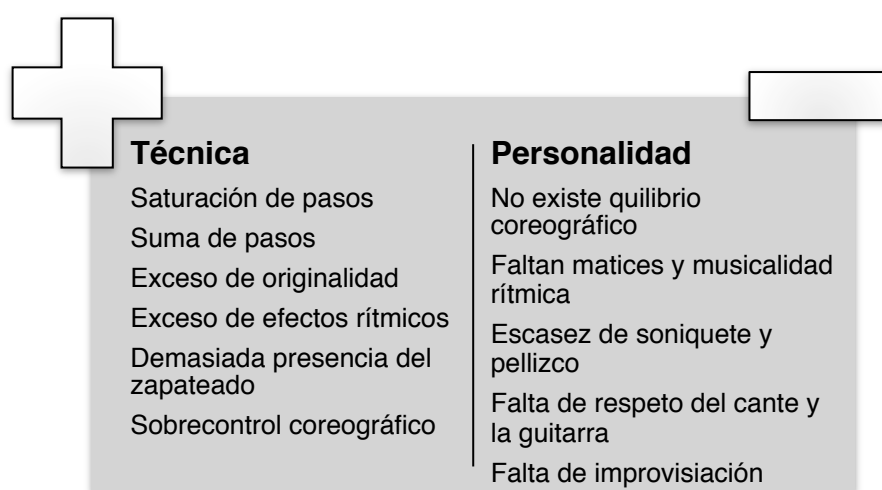 Técnica
Saturación de pasos
Suma de pasos
Exceso de originalidad
Exceso de efectos rítmicos
Demasiada presencia del
zapateado
Sobrecontrol coreográfico
Personalidad
No existe quilibrio
coreográfico
Faltan matices y musicalidad
rítmica
Escasez de soniquete y
pellizco
Falta de respeto del cante y
la guitarra
Falta de improvisiación